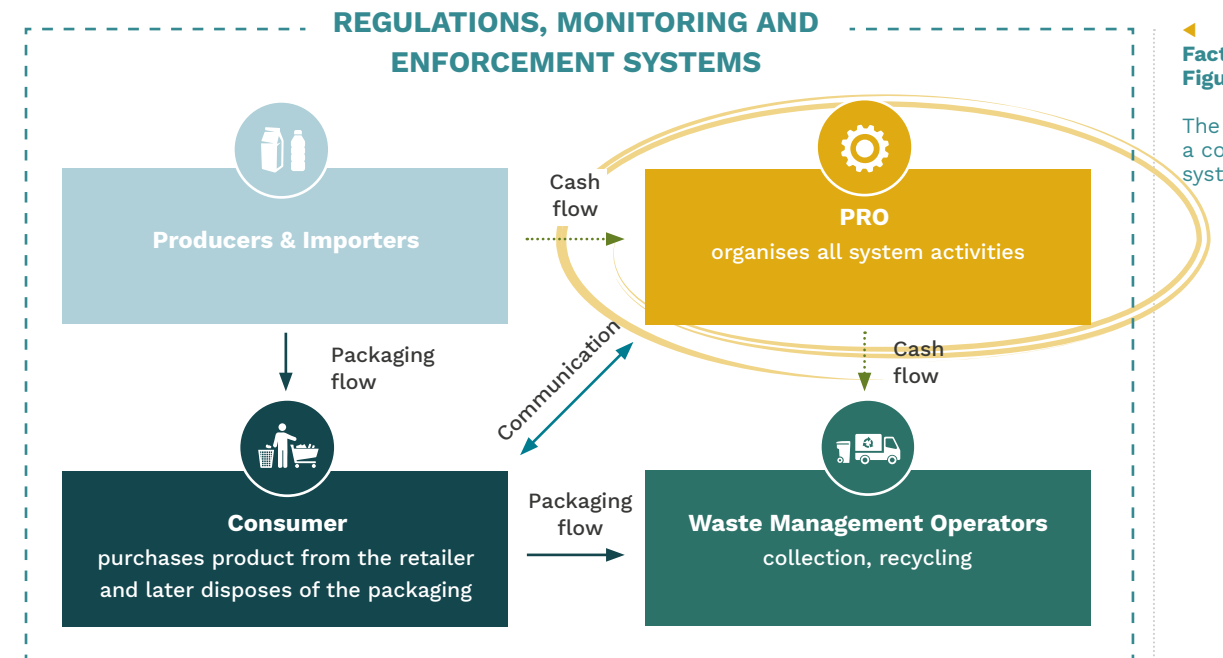 REGULATIONS, MONITORING AND
ENFORCEMENT SYSTEMS
Producers & Importers
Cash
flow
PRO
organises all system activities
Packaging
flow
Communication
Cash
flow
Consumer
purchases product from the retailer
and later disposes of the packaging
Packaging
flow
Waste Management Operators
collection, recycling
The